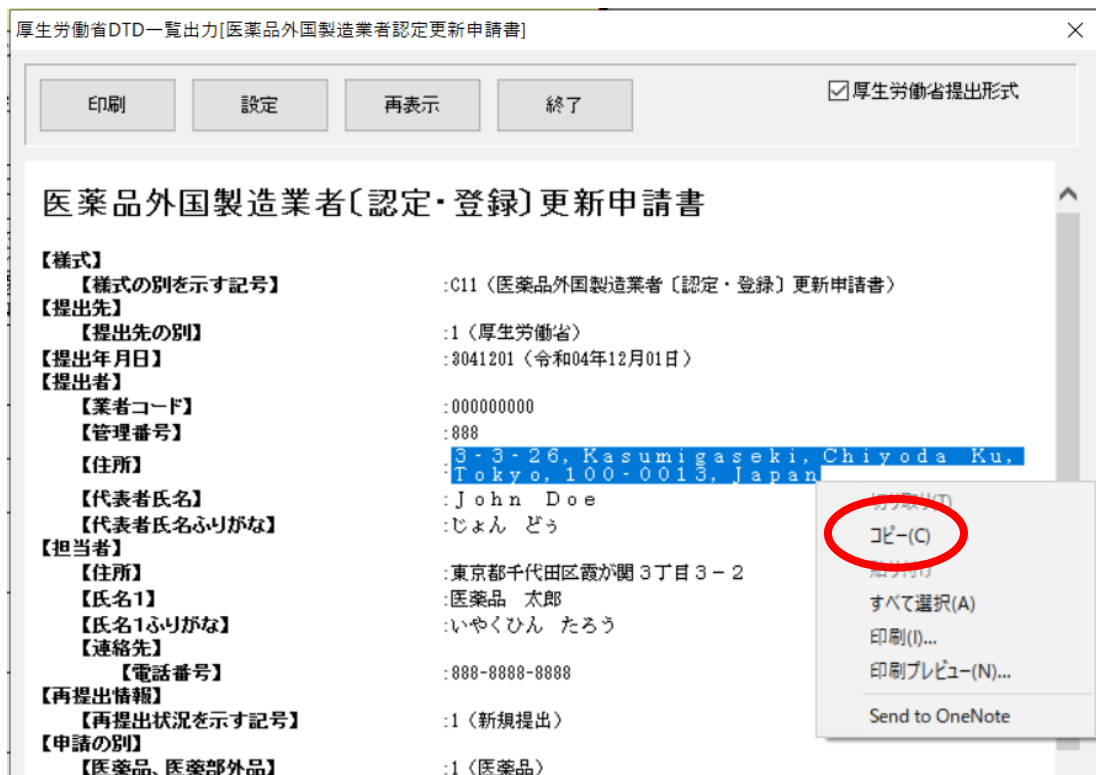 厚生労働省DTD一覧出力[医薬品外国製造業者認定更新申請書]
印刷 設定 再表示 終了 厚生労働省提出形式
医薬品外国製造業者〔認定・登録〕更新申請書
【様式】
【様式の別を示す記号】 :C11（医薬品外国製造業者〔認定・登録〕更新申請書）
【提出先】
【提出先の別】 :1（厚生労働省）
【提出年月日】 :3041201（令和04年12月01日）
【提出者】
【業者コード】 :000000000
【管理番号】 :888
【住所】 :３-３-２６, Ｋａｓｕｍｉｇａｓｅｋｉ, Ｃｈｉｙｏｄａ　Ｋｕ,
Ｔｏｋｙｏ, １００-００１３, Ｊａｐａｎ
【代表者氏名】 :Ｊｏｈｎ　Ｄｏｅ
【代表者氏名ふりがな】 :じょん　どぅ
【担当者】
【住所】 :東京都千代田区霞が関３丁目３－２
【氏名1】 :医薬品　太郎
【氏名1ふりがな】 :いやくひん　たろう
【連絡先】
【電話番号】 :888-8888-8888
【再提出情報】
【再提出状況を示す記号】 :1（新規提出）
【申請の別】
【医薬品、医薬部外品】 :1（医薬品）
切り取り(T)
コピー(C)
すべて選択(A)
印刷(I)...
印刷プレビュー(N)...
Send to OneNote